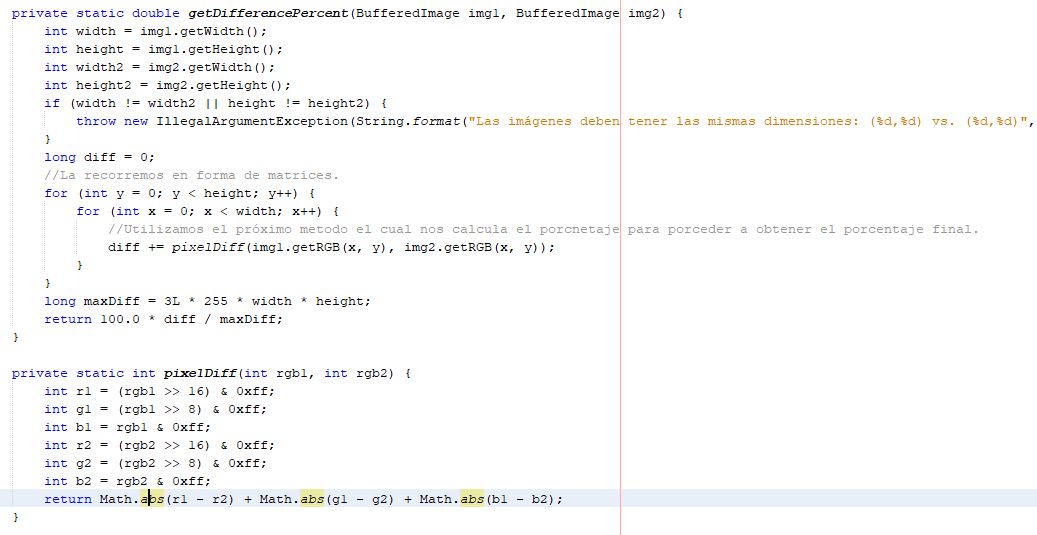 private static double getDifferencePercent(BufferedImage img1, BufferedImage img2) {
    int width = img1.getWidth();
    int height = img1.getHeight();
    int width2 = img2.getWidth();
    int height2 = img2.getHeight();
    if (width != width2 || height != height2) {
        throw new IllegalArgumentException(String.format("Las imágenes deben tener las mismas dimensiones: (%d,%d) vs. (%d,%d)",
    }
    long diff = 0;
    //La recorremos en forma de matrices.
    for (int y = 0; y < height; y++) {
        for (int x = 0; x < width; x++) {
            //Utilizamos el próximo metodo el cual nos calcula el porcnetaje para porceder a obtener el porcentaje final.
            diff += pixelDiff(img1.getRGB(x, y), img2.getRGB(x, y));
        }
    }
    long maxDiff = 3L * 255 * width * height;
    return 100.0 * diff / maxDiff;
}
private static int pixelDiff(int rgb1, int rgb2) {
    int r1 = (rgb1 >> 16) & 0xff;
    int g1 = (rgb1 >> 8) & 0xff;
    int b1 = rgb1 & 0xff;
    int r2 = (rgb2 >> 16) & 0xff;
    int g2 = (rgb2 >> 8) & 0xff;
    int b2 = rgb2 & 0xff;
    return Math.abs(r1 - r2) + Math.abs(g1 - g2) + Math.abs(b1 - b2);
}